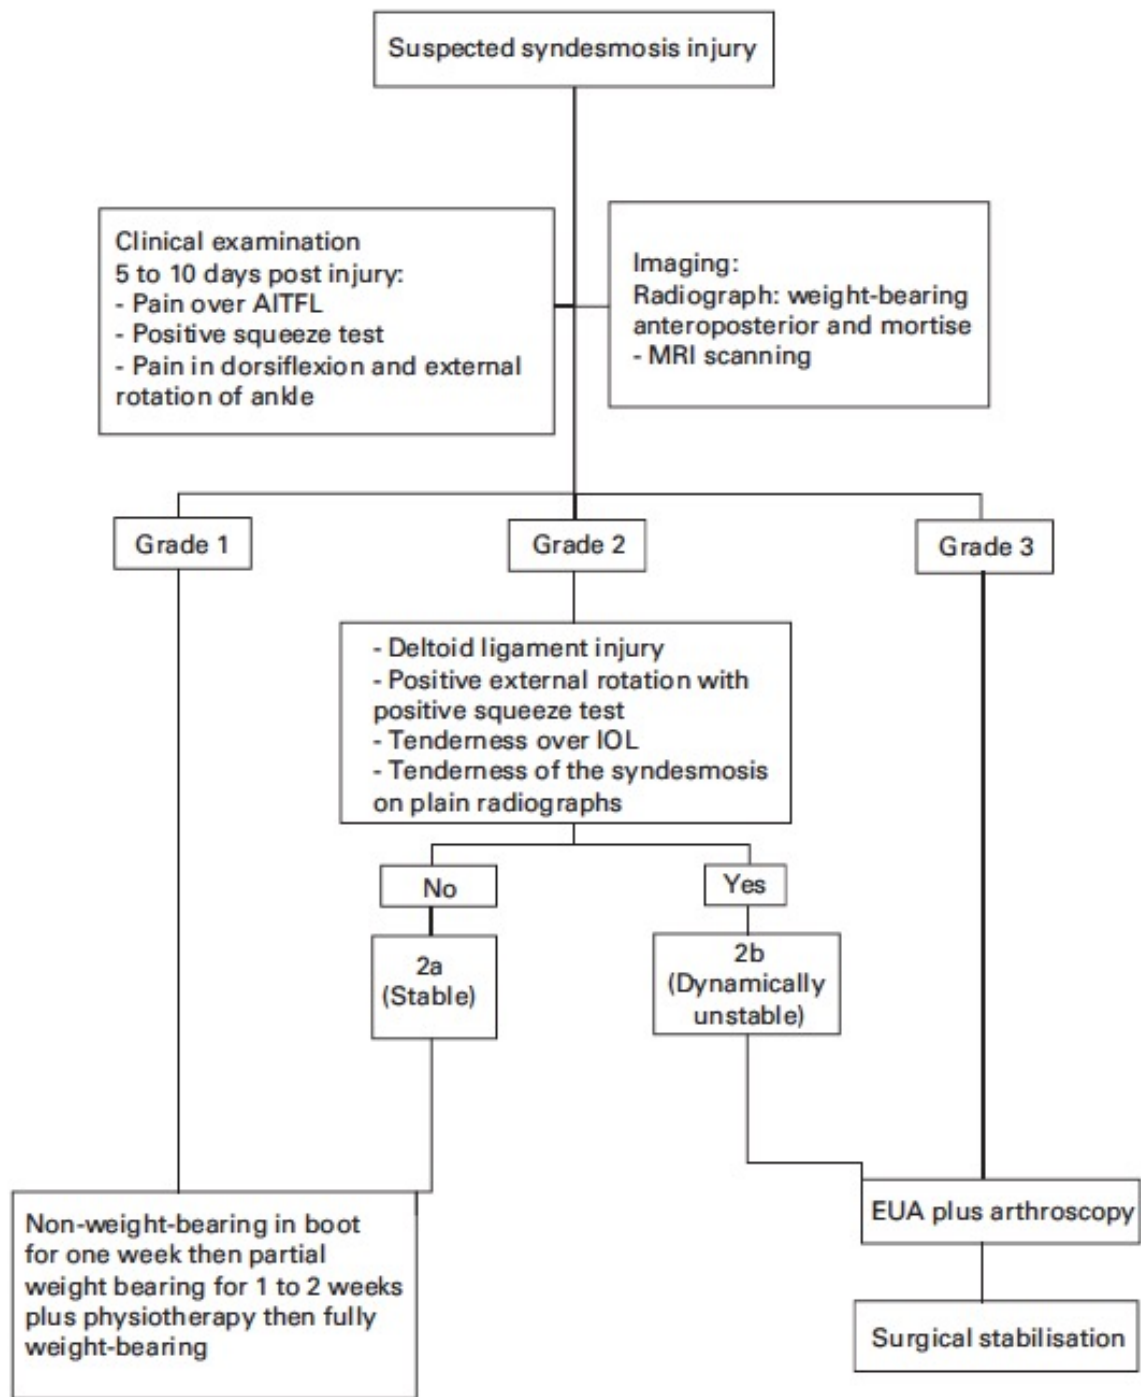 Suspected syndesmosis injury
Clinical examination
5 to 10 days post injury:
- Pain over AITFL
- Positive squeeze test
- Pain in dorsiflexion and external
rotation of ankle
Imaging:
Radiograph: weight-bearing
anteroposterior and mortise
- MRI scanning
Grade 1
Grade 2
Grade 3
- Deltoid ligament injury
- Positive external rotation with
positive squeeze test
- Tenderness over IOL
- Tenderness of the syndesmosis
on plain radiographs
No
Yes
2a
(Stable)
2b
(Dynamically
unstable)
Non-weight-bearing in boot
for one week then partial
weight bearing for 1 to 2 weeks
plus physiotherapy then fully
weight-bearing
EUA plus arthroscopy
Surgical stabilisation